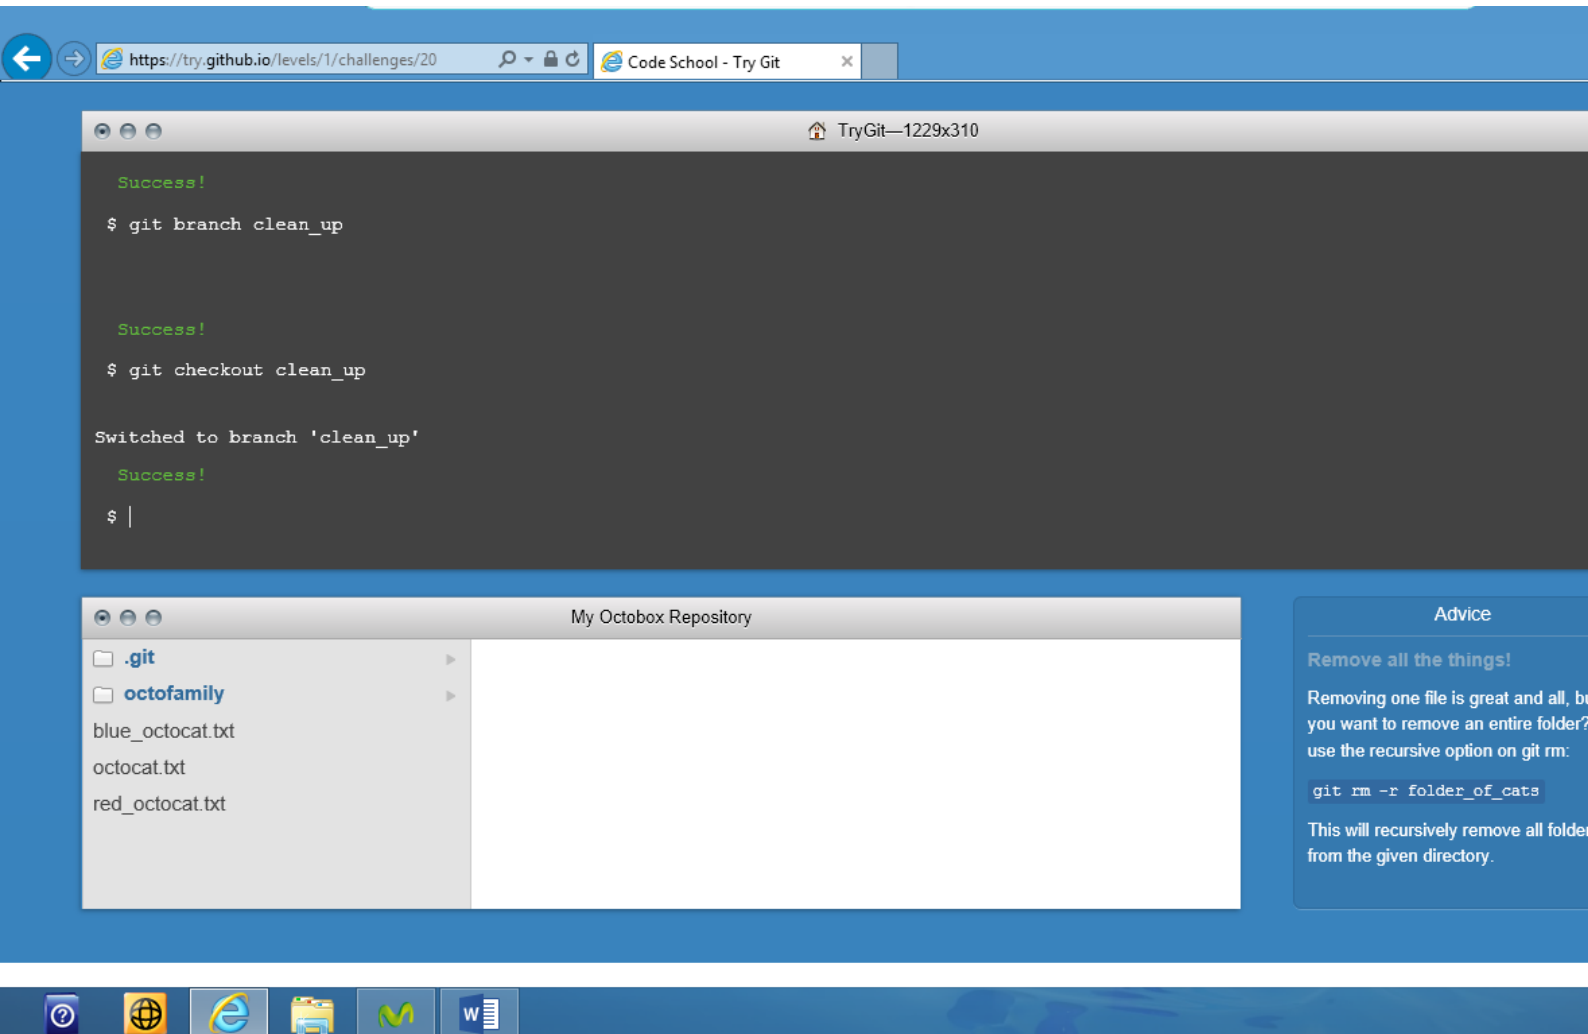 https://try.github.io/levels/1/challenges/20
Code School - Try Git
TryGit—1229x310
Success!
$ git branch clean_up
Success!
$ git checkout clean_up
Switched to branch 'clean_up'
Success!
$
My Octobox Repository
.git
octofamily
blue_octocat.txt
octocat.txt
red_octocat.txt
Advice
Remove all the things!
Removing one file is great and all,
you want to remove an entire folder?
use the recursive option on git rm:
git rm -r folder_of_cats
This will recursively remove all
from the given directory.
W